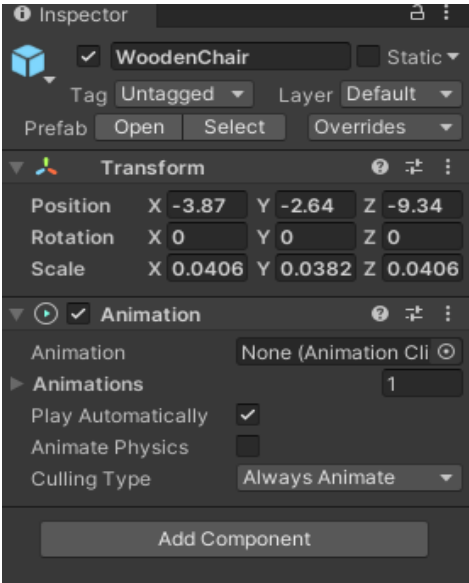 Inspector
WoodenChair Static
Tag Untagged Layer Default
Prefab Open Select Overrides
Transform
Position X -3.87 Y -2.64 Z -9.34
Rotation X 0 Y 0 Z 0
Scale X 0.0406 Y 0.0382 Z 0.0406
Animation
Animation None (Animation Cli
Animations 1
Play Automatically
Animate Physics
Culling Type Always Animate
Add Component